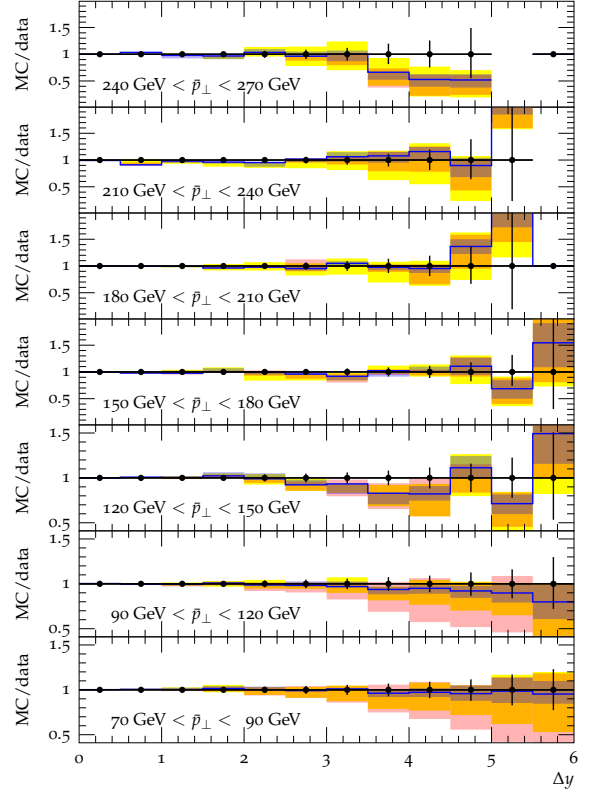 MC/data
1.5
1
0.5
240 GeV < p̄⊥ < 270 GeV
MC/data
1.5
1
0.5
210 GeV < p̄⊥ < 240 GeV
MC/data
1.5
1
0.5
180 GeV < p̄⊥ < 210 GeV
MC/data
1.5
1
0.5
150 GeV < p̄⊥ < 180 GeV
MC/data
1.5
1
0.5
120 GeV < p̄⊥ < 150 GeV
MC/data
1.5
1
0.5
90 GeV < p̄⊥ < 120 GeV
MC/data
1.5
1
0.5
70 GeV < p̄⊥ < 90 GeV
0 1 2 3 4 5 6
Δy